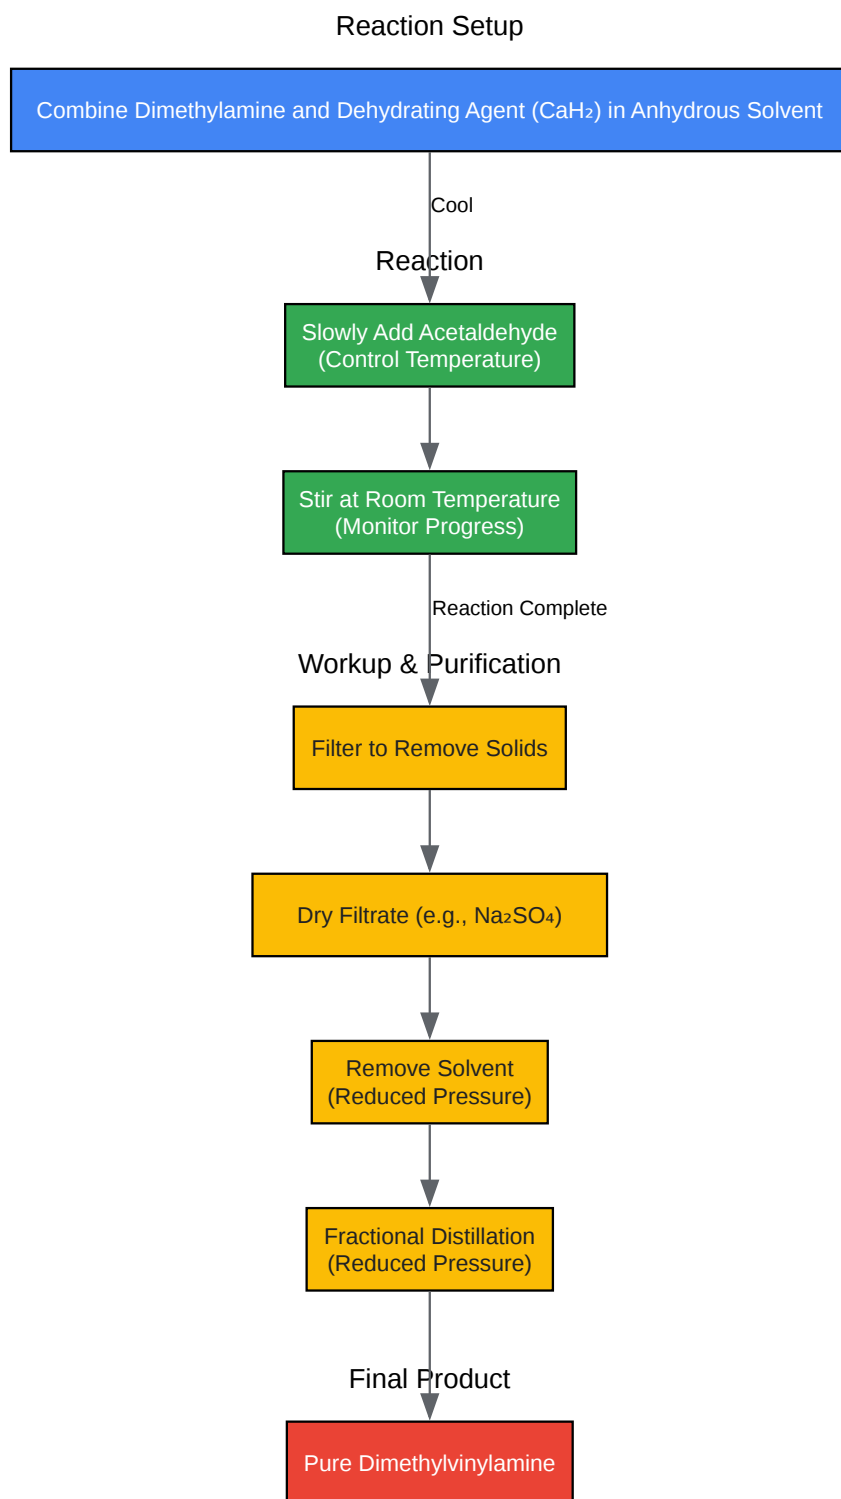 Reaction Setup
Combine Dimethylamine and Dehydrating Agent (CaH₂) in Anhydrous Solvent
Cool
Reaction
Slowly Add Acetaldehyde
(Control Temperature)
Stir at Room Temperature
(Monitor Progress)
Reaction Complete
Workup & Purification
Filter to Remove Solids
Dry Filtrate (e.g., Na₂SO₄)
Remove Solvent
(Reduced Pressure)
Fractional Distillation
(Reduced Pressure)
Final Product
Pure Dimethylvinylamine